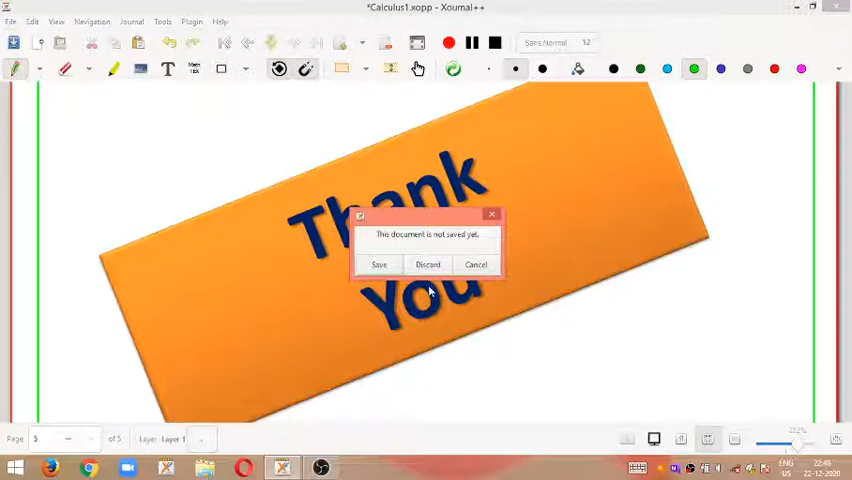 *Calculus1.xopp - Xournal++
File Edit View Navigation Journal Tools Plugin Help
Sans Normal 12
Math
TEX
T
Thank
You
This document is not saved yet.
Save Discard Cancel
Page 5 of 5 Layer: Layer 1
ENG
22:48
22-12-2020